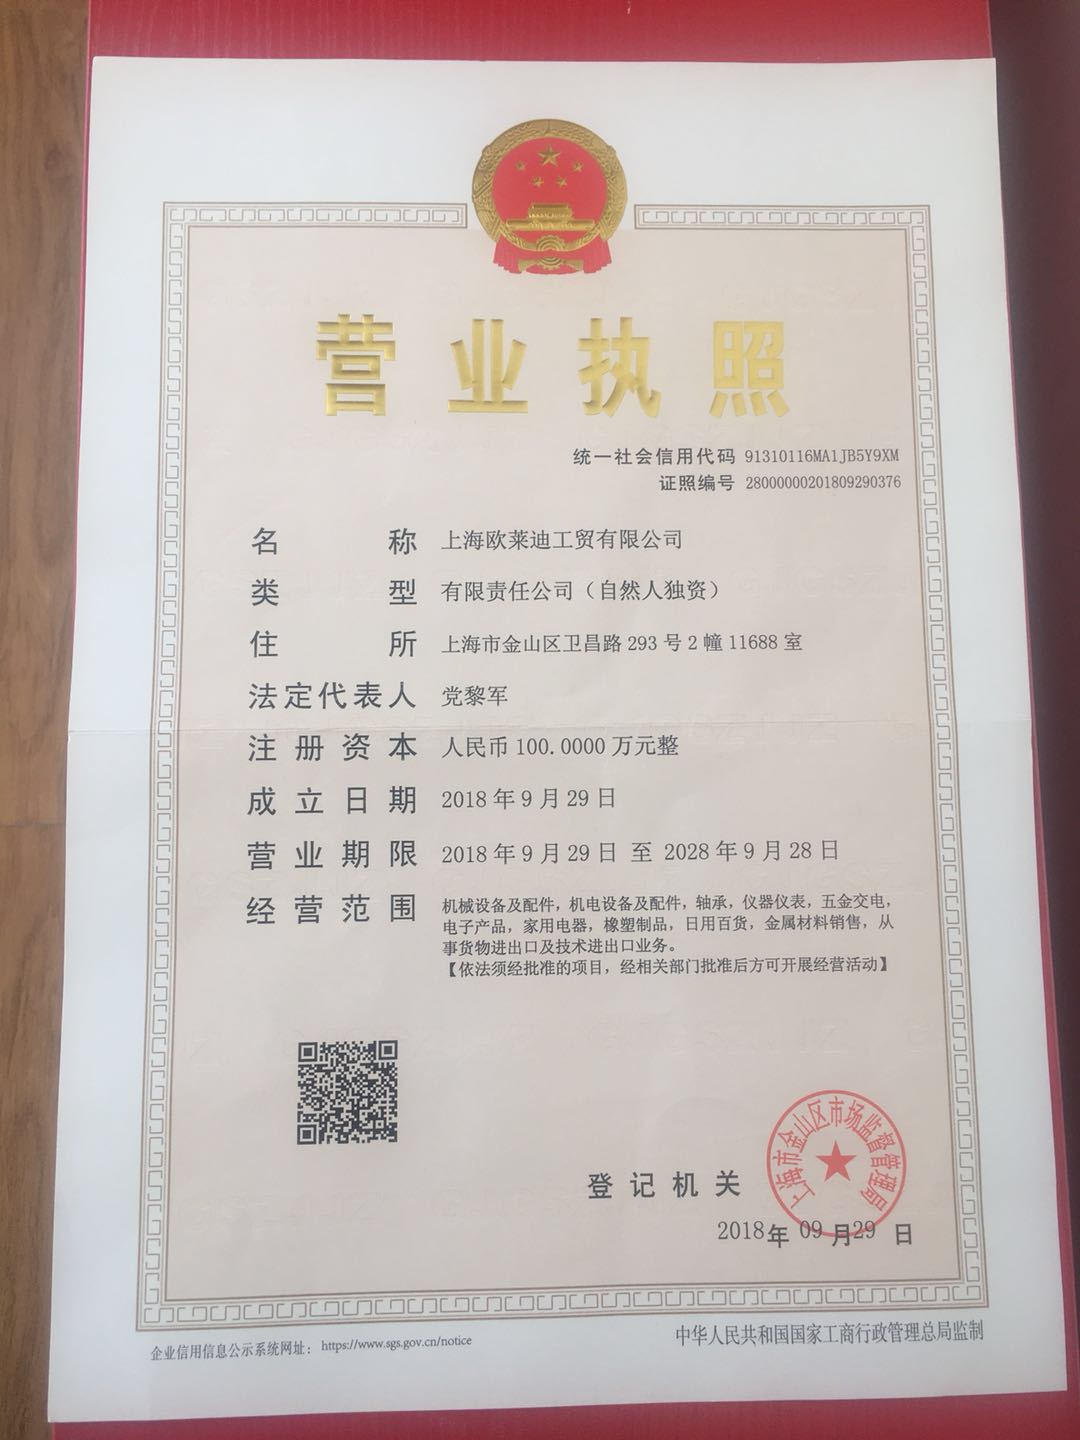 营业执照
统一社会信用代码 91310116MA1JB5Y9XM
证照编号 28000000201809290376
名称 上海欧莱迪工贸有限公司
类型 有限责任公司（自然人独资）
住所 上海市金山区卫昌路293号2幢11688室
法定代表人 党黎军
注册资本 人民币100.0000万元整
成立日期 2018年9月29日
营业期限 2018年9月29日 至 2028年9月28日
经营范围 机械设备及配件，机电设备及配件，轴承，仪器仪表，五金交电，
电子产品，家用电器，橡塑制品，日用百货，金属材料销售，从
事货物进出口及技术进出口业务。
【依法须经批准的项目，经相关部门批准后方可开展经营活动】
上海市金山区市场监督管理局
登记机关
2018年09月29日
企业信用信息公示系统网址：https://www.sgs.gov.cn/notice
中华人民共和国国家工商行政管理总局监制